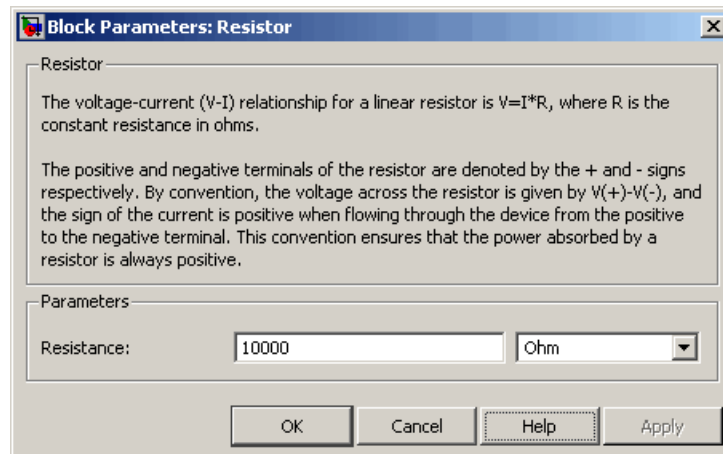 Block Parameters: Resistor
Resistor
The voltage-current (V-I) relationship for a linear resistor is V=I*R, where R is the
constant resistance in ohms.
The positive and negative terminals of the resistor are denoted by the + and - signs
respectively. By convention, the voltage across the resistor is given by V(+)-V(-), and
the sign of the current is positive when flowing through the device from the positive
to the negative terminal. This convention ensures that the power absorbed by a
resistor is always positive.
Parameters
Resistance: 10000 Ohm
OK Cancel Help Apply